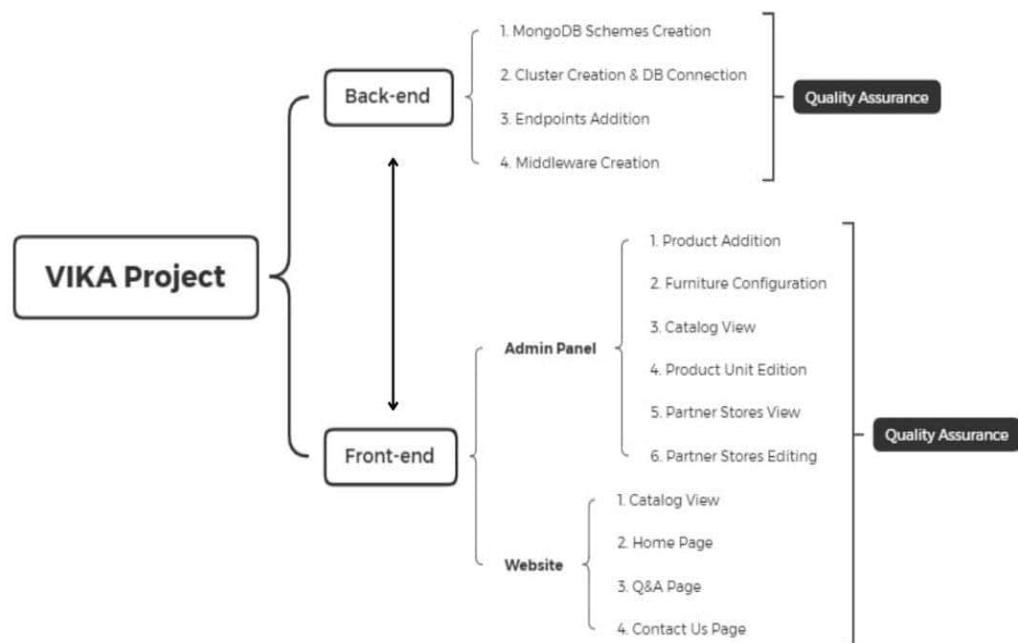 VIKA Project
Back-end
1. MongoDB Schemes Creation
2. Cluster Creation & DB Connection
3. Endpoints Addition
4. Middleware Creation
Quality Assurance
Front-end
Admin Panel
1. Product Addition
2. Furniture Configuration
3. Catalog View
4. Product Unit Edition
5. Partner Stores View
6. Partner Stores Editing
Website
1. Catalog View
2. Home Page
3. Q&A Page
4. Contact Us Page
Quality Assurance